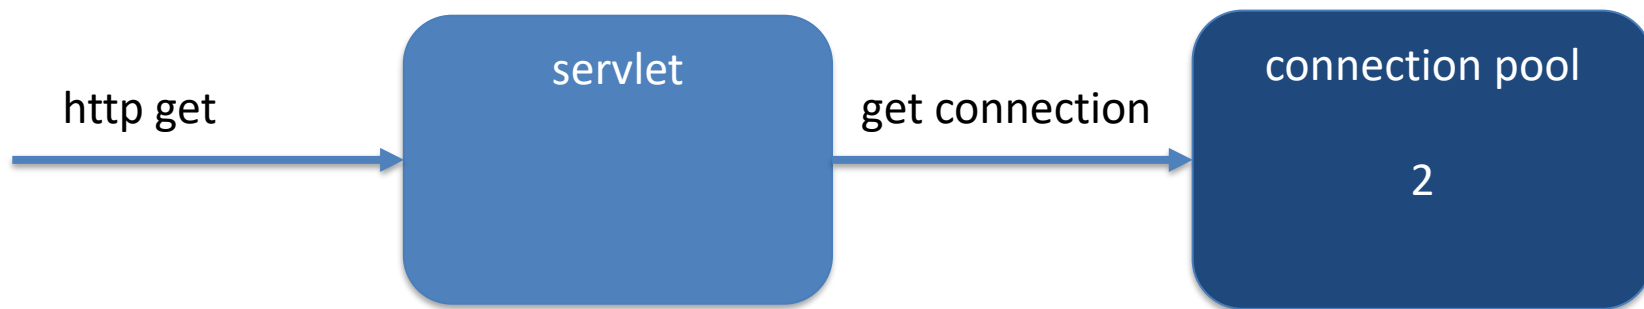 http get
servlet
get connection
connection pool
2